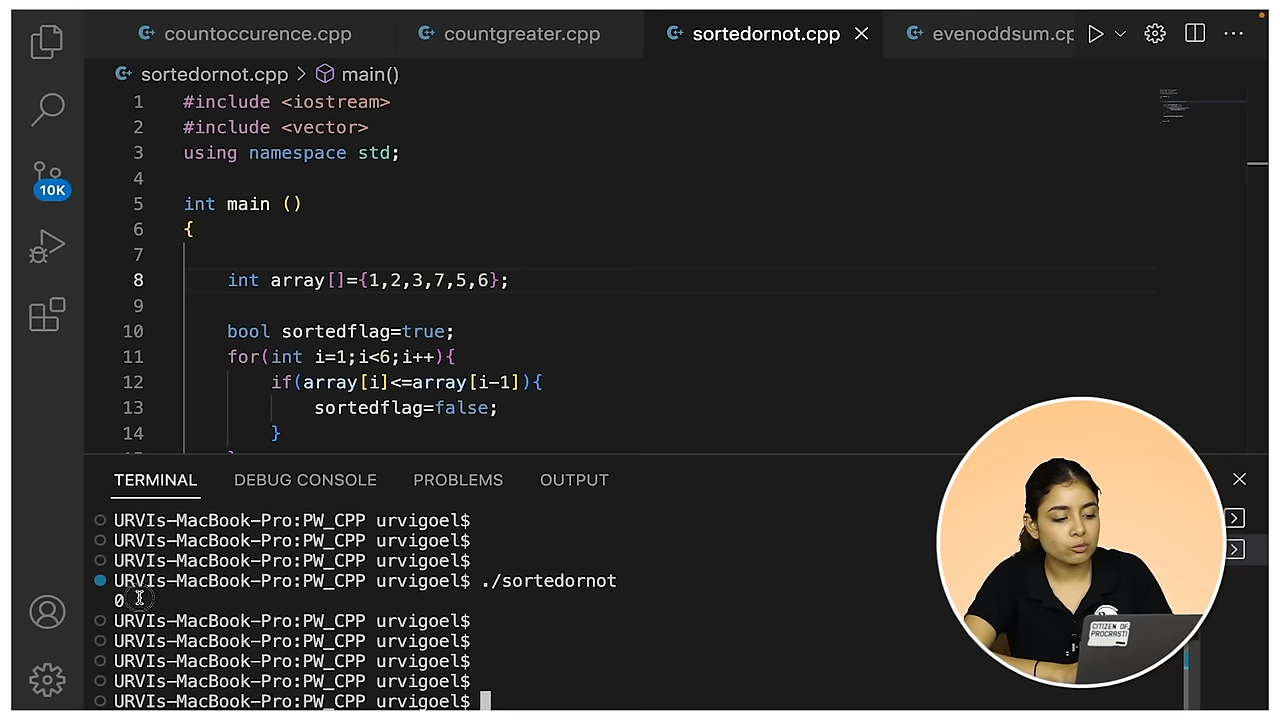 countoccurence.cpp
countgreater.cpp
sortedornot.cpp
evenoddsum.cp
sortedornot.cpp > main()
1 #include <iostream>
2 #include <vector>
3 using namespace std;
4
5 int main ()
6 {
7
8 int array[]={1,2,3,7,5,6};
9
10 bool sortedflag=true;
11 for(int i=1;i<6;i++){
12 if(array[i]<=array[i-1]){
13 sortedflag=false;
14 }
10K
TERMINAL
DEBUG CONSOLE
PROBLEMS
OUTPUT
URVIs-MacBook-Pro:PW_CPP urvigoel$
URVIs-MacBook-Pro:PW_CPP urvigoel$
URVIs-MacBook-Pro:PW_CPP urvigoel$
URVIs-MacBook-Pro:PW_CPP urvigoel$ ./sortedornot
0
URVIs-MacBook-Pro:PW_CPP urvigoel$
URVIs-MacBook-Pro:PW_CPP urvigoel$
URVIs-MacBook-Pro:PW_CPP urvigoel$
URVIs-MacBook-Pro:PW_CPP urvigoel$
URVIs-MacBook-Pro:PW_CPP urvigoel$
CITIZEN OF
PROCRASTI